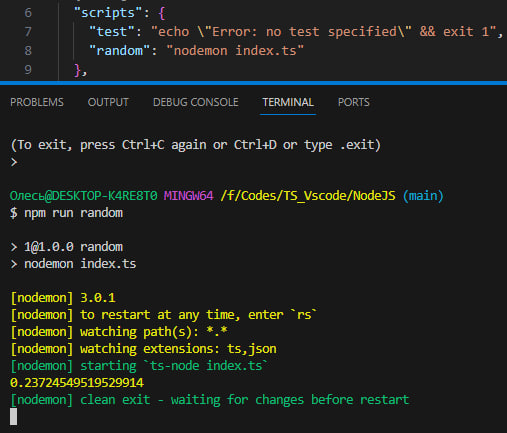 6 "scripts": {
7 "test": "echo \"Error: no test specified\" && exit 1",
8 "random": "nodemon index.ts"
9 },
PROBLEMS OUTPUT DEBUG CONSOLE TERMINAL PORTS
(To exit, press Ctrl+C again or Ctrl+D or type .exit)
>
Олесь@DESKTOP-K4RE8T0 MINGW64 /f/Codes/TS_Vscode/NodeJS (main)
$ npm run random
> 1@1.0.0 random
> nodemon index.ts
[nodemon] 3.0.1
[nodemon] to restart at any time, enter `rs`
[nodemon] watching path(s): *.*
[nodemon] watching extensions: ts,json
[nodemon] starting `ts-node index.ts`
0.23724549519529914
[nodemon] clean exit - waiting for changes before restart